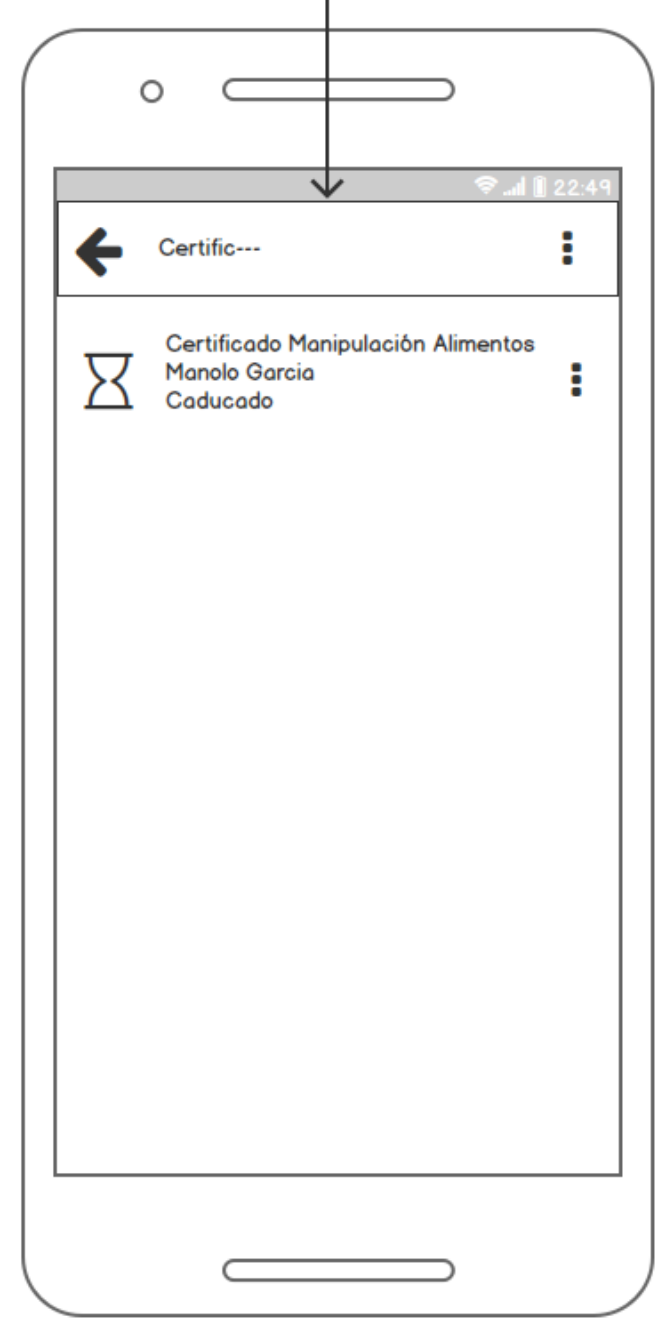 22:49
Certific---
Certificado Manipulación Alimentos
Manolo Garcia
Caducado